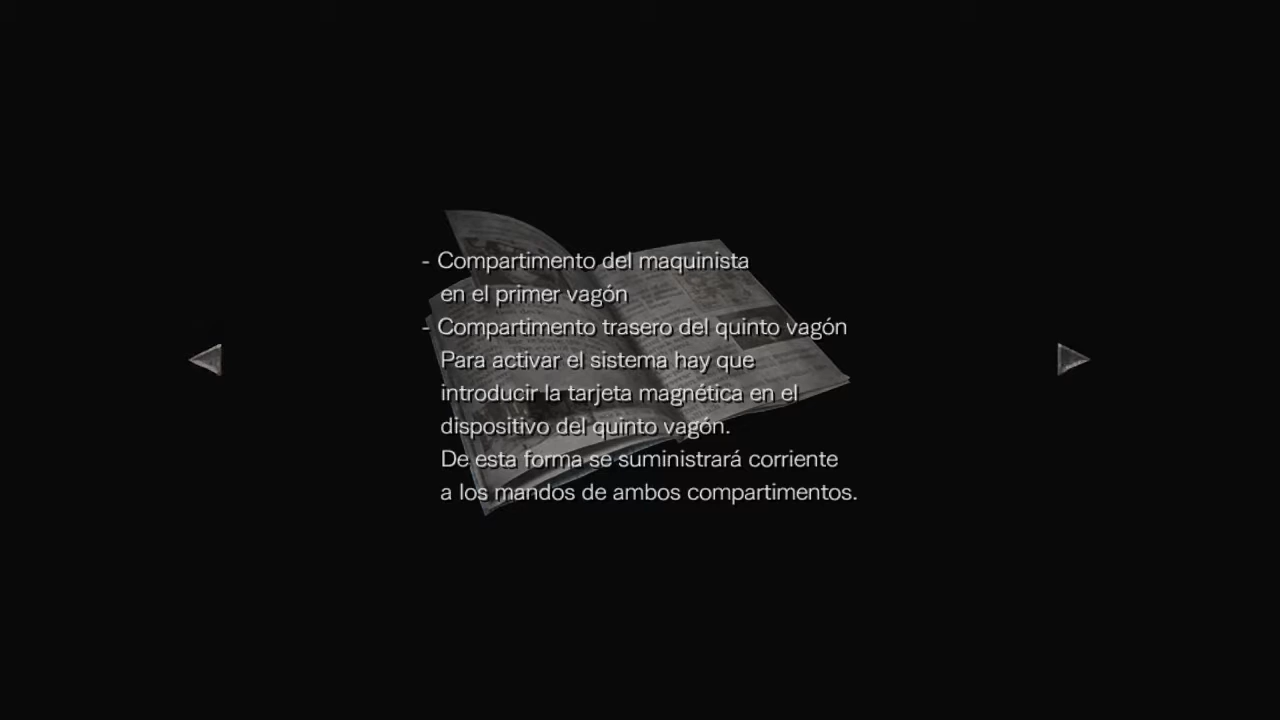 - Compartimento del maquinista
en el primer vagón
- Compartimento trasero del quinto vagón
Para activar el sistema hay que
introducir la tarjeta magnética en el
dispositivo del quinto vagón.
De esta forma se suministrará corriente
a los mandos de ambos compartimentos.